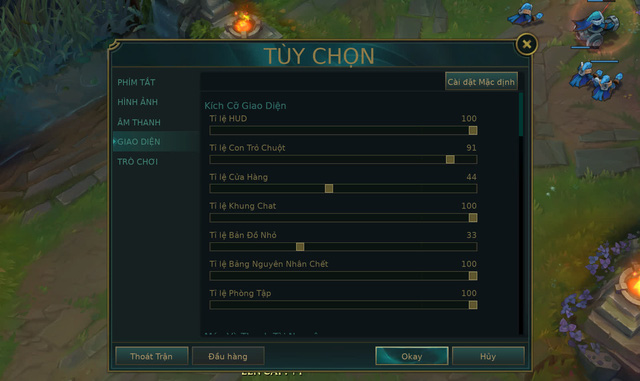 TÙY CHỌN
Cài đặt Mặc định
PHÍM TẮT
HÌNH ẢNH
ÂM THANH
GIAO DIỆN
TRÒ CHƠI
Kích Cỡ Giao Diện
Tỉ lệ HUD 100
Tỉ lệ Con Trỏ Chuột 91
Tỉ lệ Cửa Hàng 44
Tỉ lệ Khung Chat 100
Tỉ lệ Bản Đồ Nhỏ 33
Tỉ lệ Bảng Nguyên Nhân Chết 100
Tỉ lệ Phòng Tập 100
Thoát Trận
Đầu hàng
Okay
Hủy